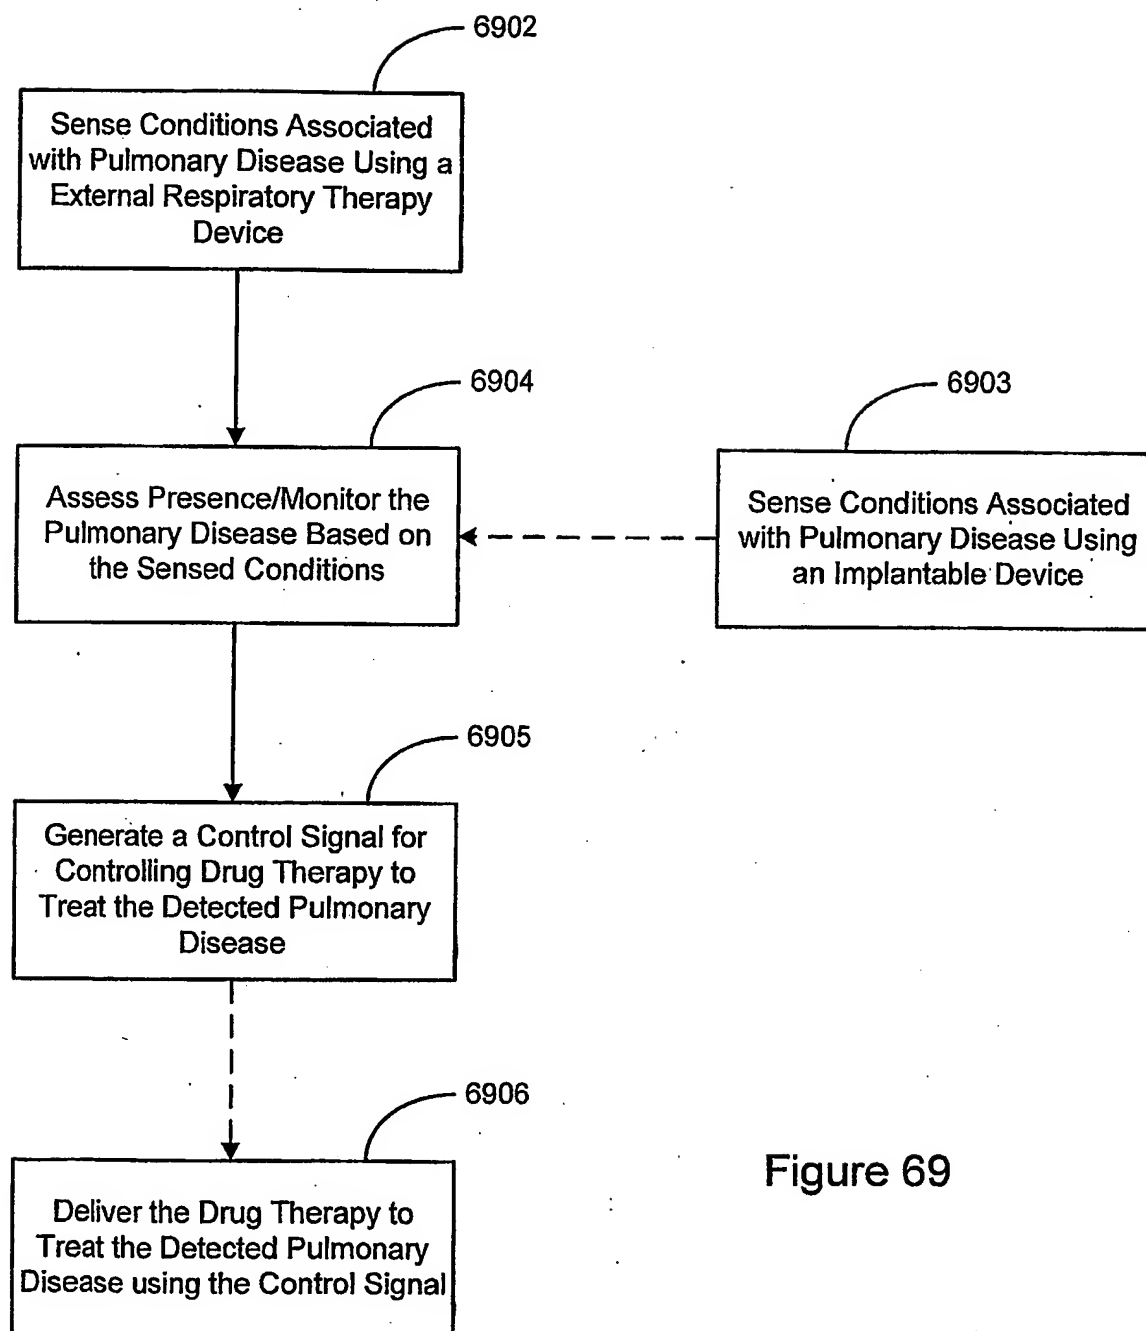 6902
Sense Conditions Associated
with Pulmonary Disease Using a
External Respiratory Therapy
Device
6904
Assess Presence/Monitor the
Pulmonary Disease Based on
the Sensed Conditions
6903
Sense Conditions Associated
with Pulmonary Disease Using
an Implantable Device
6905
Generate a Control Signal for
Controlling Drug Therapy to
Treat the Detected Pulmonary
Disease
6906
Deliver the Drug Therapy to
Treat the Detected Pulmonary
Disease using the Control Signal
Figure 69